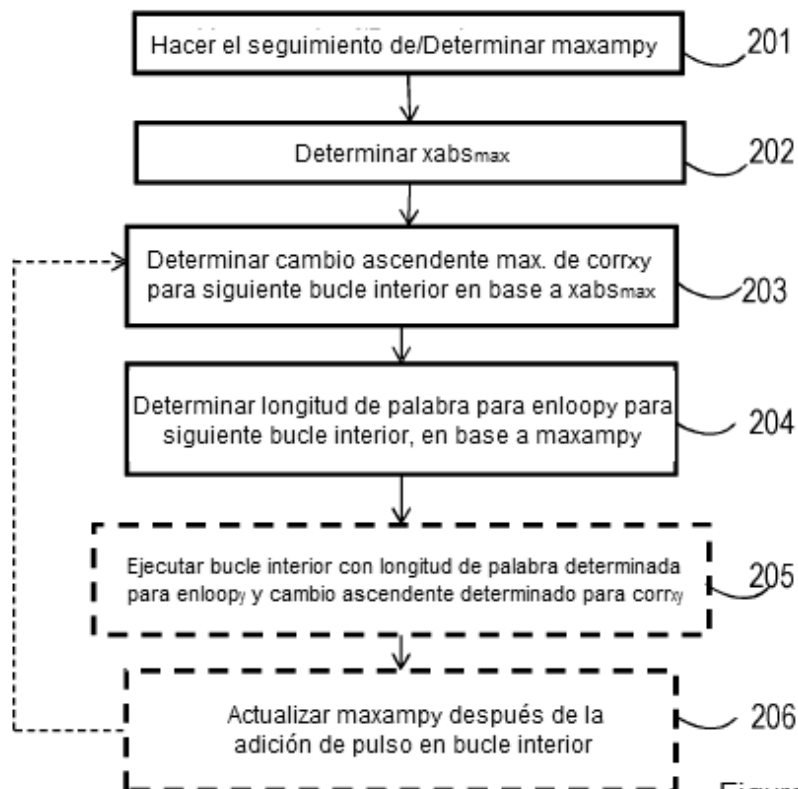 Hacer el seguimiento de/Determinar maxampy
201
Determinar xabsmax
202
Determinar cambio ascendente max. de corrxy
para siguiente bucle interior en base a xabsmax
203
Determinar longitud de palabra para enloopy para
siguiente bucle interior, en base a maxampy
204
Ejecutar bucle interior con longitud de palabra determinada
para enloopy y cambio ascendente determinado para corrxy
205
Actualizar maxampy después de la
adición de pulso en bucle interior
206